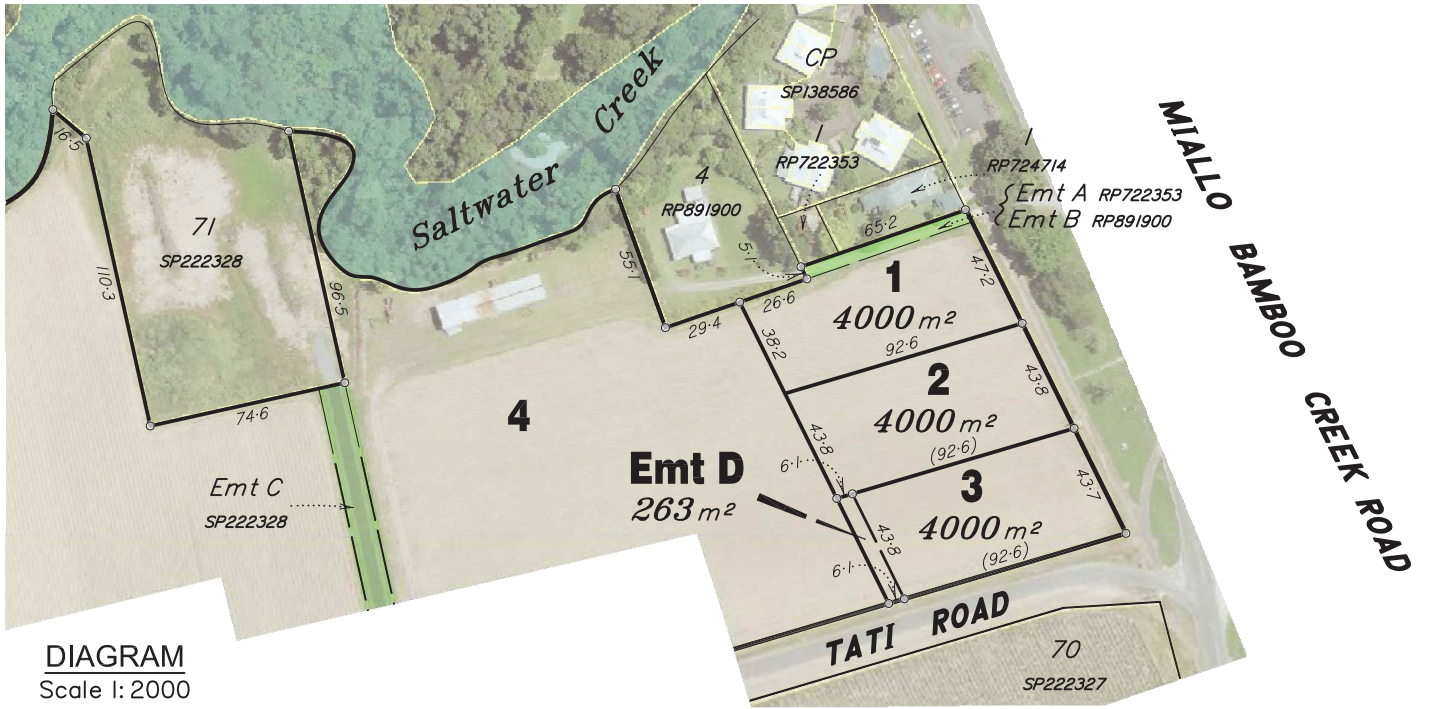 CP
SP138586
Creek
Saltwater
16·5
1
RP722353
1
RP724714
Emt A RP722353
Emt B RP891900
MIALLO BAMBOO CREEK ROAD
4
RP891900
71
SP222328
65·2
5·1
55·1
110·3
96·5
47·2
26·6
29·4
1
4000 m²
92·6
38·2
43·8
2
4000 m²
(92·6)
74·6
4
43·8
6·1
Emt D
263 m²
43·7
3
4000 m²
(92·6)
43·8
6·1
Emt C
SP222328
TATI ROAD
70
SP222327
DIAGRAM
Scale 1:2000